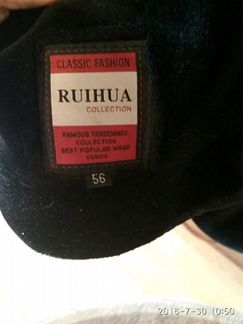 CLASSIC FASHION
RUIHUA
COLLECTION
FAMOUS TRADEMARK
COLLECTION
BEST POPULAR WEAR
SERIES
56
2018-7-30 10:50